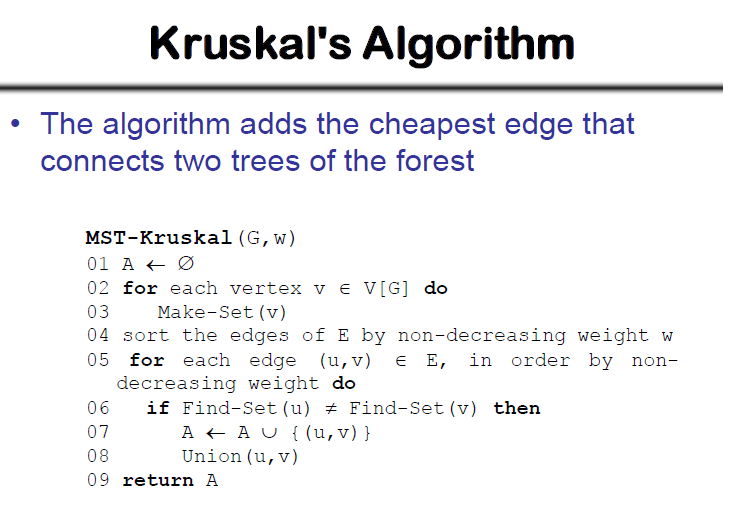 Kruskal's Algorithm
• The algorithm adds the cheapest edge that
connects two trees of the forest
MST-Kruskal(G,w)
01 A ← ∅
02 for each vertex v ∈ V[G] do
03 Make-Set(v)
04 sort the edges of E by non-decreasing weight w
05 for each edge (u,v) ∈ E, in order by non-
decreasing weight do
06 if Find-Set(u) ≠ Find-Set(v) then
07 A ← A ∪ {(u,v)}
08 Union(u,v)
09 return A